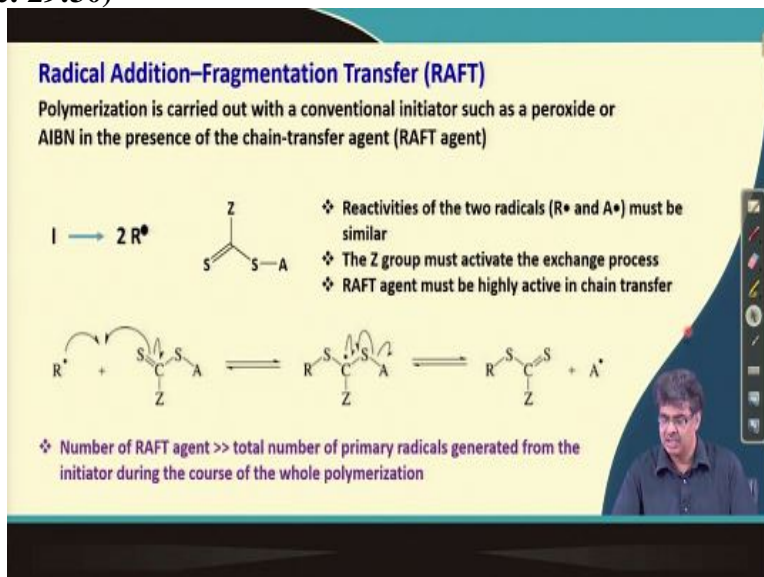 Radical Addition–Fragmentation Transfer (RAFT)
Polymerization is carried out with a conventional initiator such as a peroxide or
AIBN in the presence of the chain-transfer agent (RAFT agent)
I → 2 R•
Z
S S—A
❖ Reactivities of the two radicals (R• and A•) must be
similar
❖ The Z group must activate the exchange process
❖ RAFT agent must be highly active in chain transfer
R• + S C S A Z ⇌ R S C S A Z ⇌ R S C S Z + A•
❖ Number of RAFT agent >> total number of primary radicals generated from the
initiator during the course of the whole polymerization